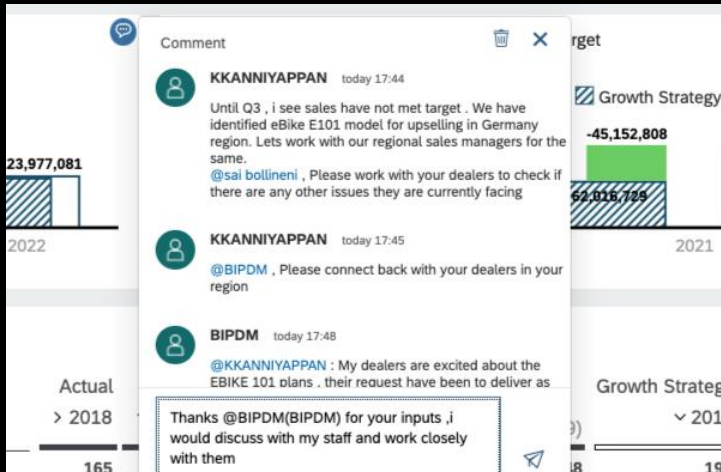 Comment
rget
KKANNIYAPPAN today 17:44
Until Q3 , i see sales have not met target . We have
identified eBike E101 model for upselling in Germany
region. Lets work with our regional sales managers for the
same.
@sai bollineni , Please work with your dealers to check if
there are any other issues they are currently facing
Growth Strategy
-45,152,808
23,977,081
62,016,729
2022
2021
KKANNIYAPPAN today 17:45
@BIPDM , Please connect back with your dealers in your
region
BIPDM today 17:48
@KKANNIYAPPAN : My dealers are excited about the
EBIKE 101 plans , their request have been to deliver as
Actual
> 2018
165
Thanks @BIPDM(BIPDM) for your inputs ,i
would discuss with my staff and work closely
with them
Growth Strateg
201